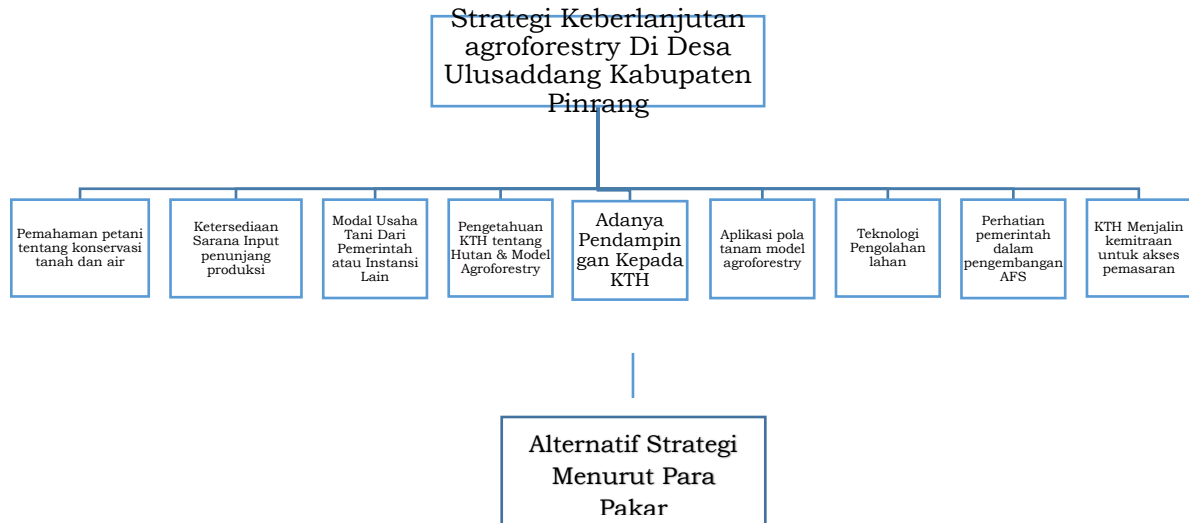 Strategi Keberlanjutan
agroforestry Di Desa
Ulusaddang Kabupaten
Pinrang
Pemahaman petani
tentang konservasi
tanah dan air
Ketersediaan
Sarana Input
penunjang
produksi
Modal Usaha
Tani Dari
Pemerintah
atau Instansi
Lain
Pengetahuan
KTH tentang
Hutan & Model
Agroforestry
Adanya
Pendampin
gan Kepada
KTH
Aplikasi pola
tanam model
agroforestry
Teknologi
Pengolahan
lahan
Perhatian
pemerintah
dalam
pengembangan
AFS
KTH Menjalin
kemitraan
untuk akses
pemasaran
Alternatif Strategi
Menurut Para
Pakar